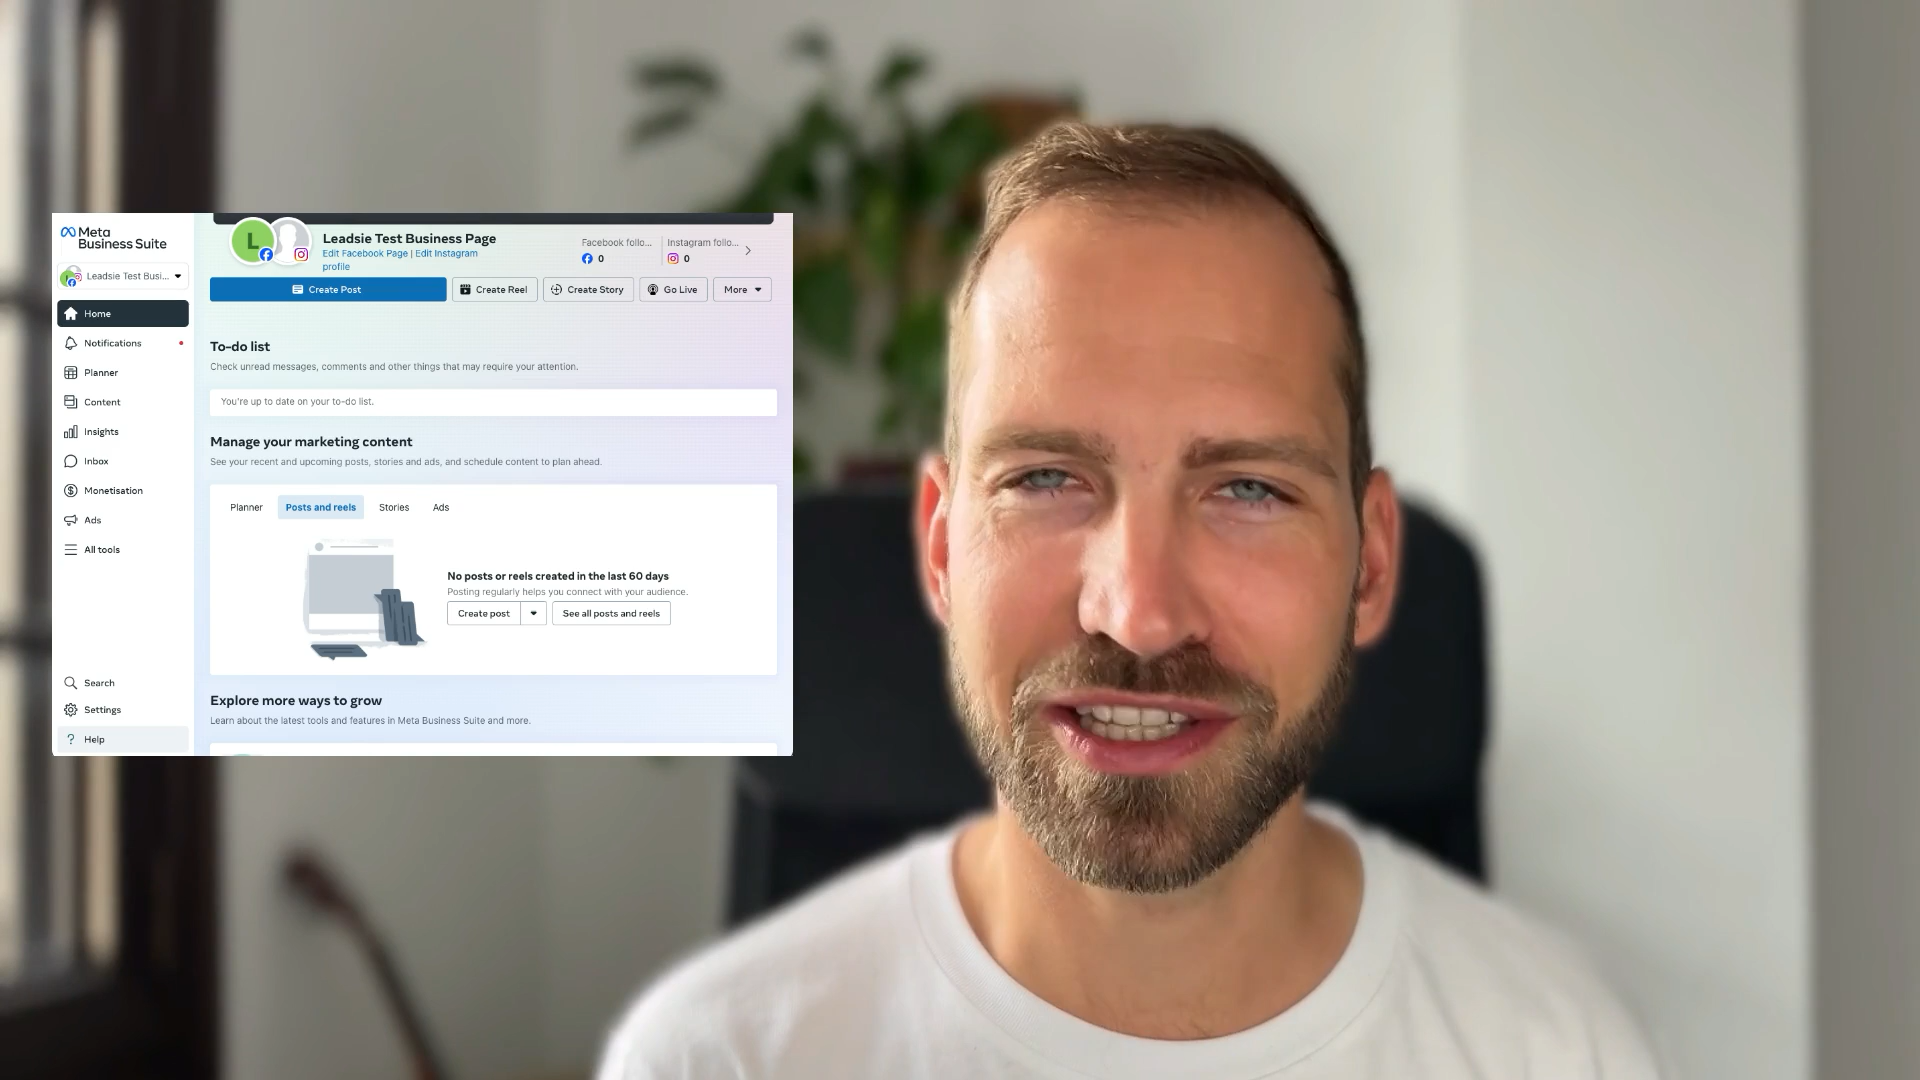 Meta
Business Suite
Leadsie Test Busi...
Home
Notifications
Planner
Content
Insights
Inbox
Monetisation
Ads
All tools
Search
Settings
? Help
L
Leadsie Test Business Page
Edit Facebook Page | Edit Instagram
profile
Facebook follo...
0
Instagram follo...
0
Create Post
Create Reel
Create Story
Go Live
More
To-do list
Check unread messages, comments and other things that may require your attention.
You're up to date on your to-do list.
Manage your marketing content
See your recent and upcoming posts, stories and ads, and schedule content to plan ahead.
Planner
Posts and reels
Stories
Ads
No posts or reels created in the last 60 days
Posting regularly helps you connect with your audience.
Create post
See all posts and reels
Explore more ways to grow
Learn about the latest tools and features in Meta Business Suite and more.